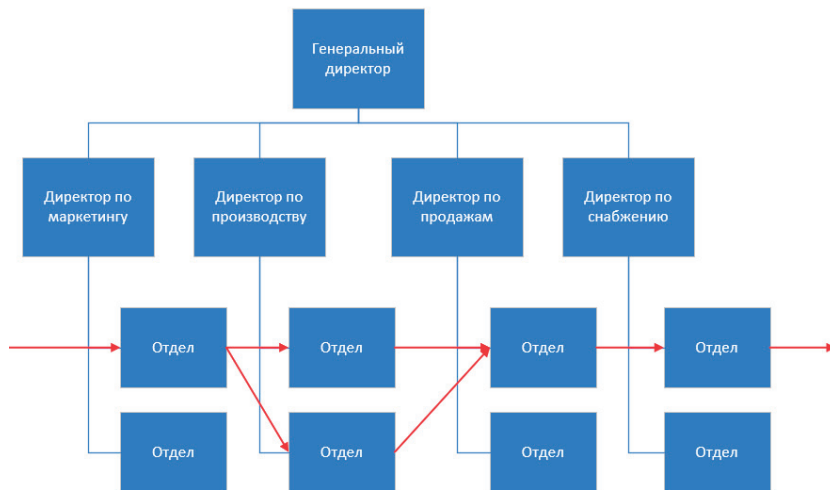 Генеральный
директор
Директор по
маркетингу
Директор по
производству
Директор по
продажам
Директор по
снабжению
Отдел
Отдел
Отдел
Отдел
Отдел
Отдел
Отдел
Отдел